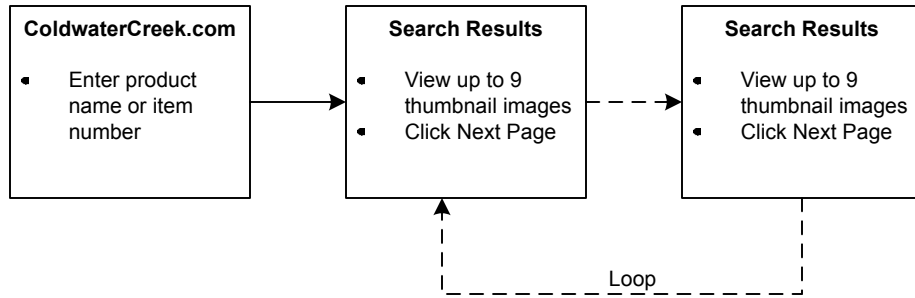 ColdwaterCreek.com
• Enter product
name or item
number
Search Results
• View up to 9
thumbnail images
• Click Next Page
Search Results
• View up to 9
thumbnail images
• Click Next Page
Loop